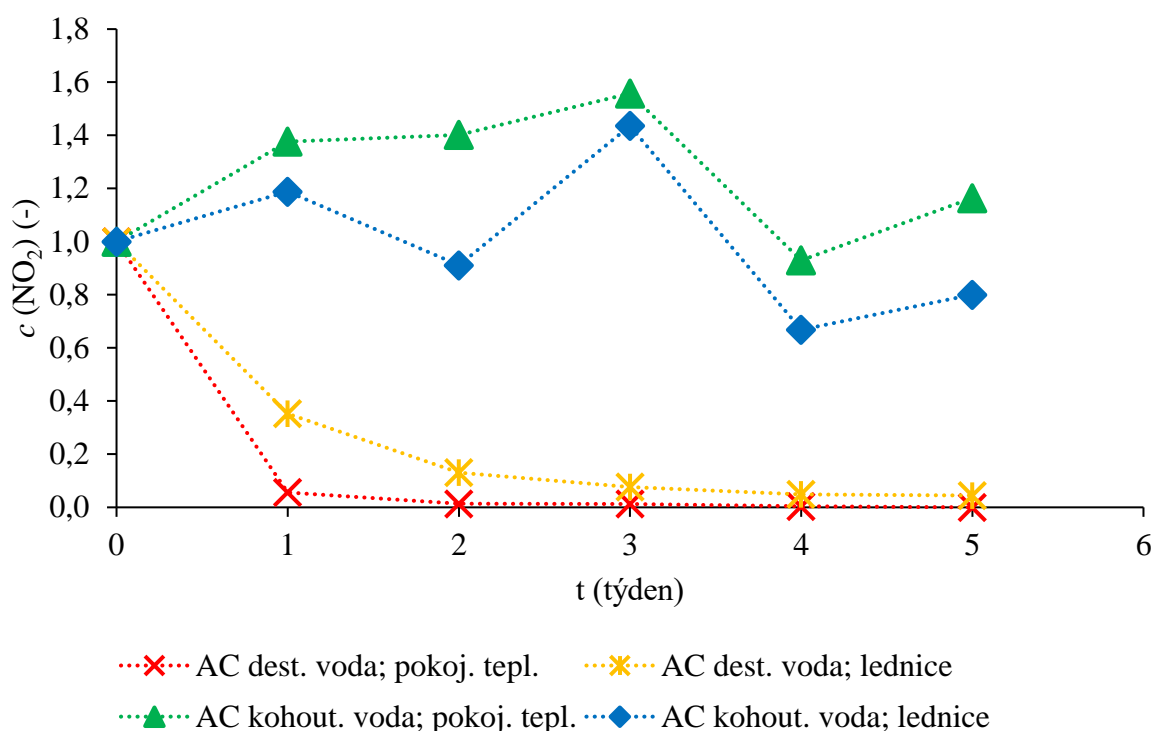 1,8
1,6
1,4
1,2
1,0
0,8
0,6
0,4
0,2
0,0
c (NO₂) (-)
0 1 2 3 4 5 6
t (týden)
AC dest. voda; pokoj. tepl. AC dest. voda; lednice
AC kohout. voda; pokoj. tepl. AC kohout. voda; lednice